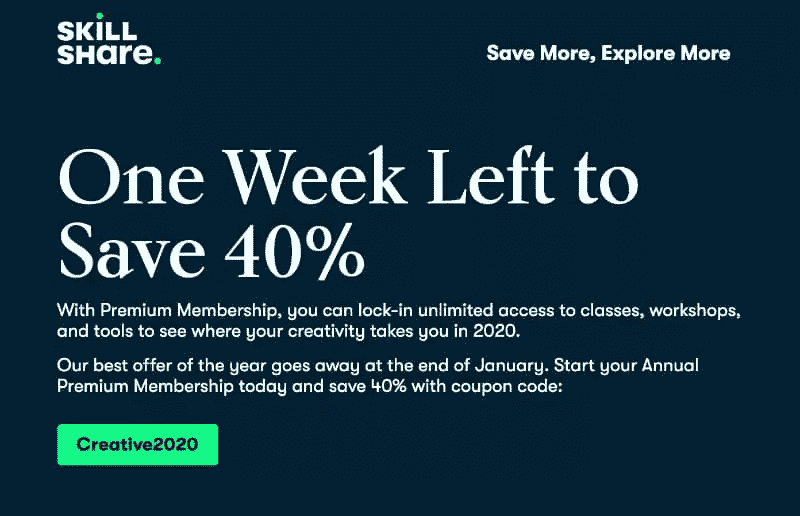 SKILL
SHare.
Save More, Explore More
One Week Left to
Save 40%
With Premium Membership, you can lock-in unlimited access to classes, workshops,
and tools to see where your creativity takes you in 2020.
Our best offer of the year goes away at the end of January. Start your Annual
Premium Membership today and save 40% with coupon code:
Creative2020